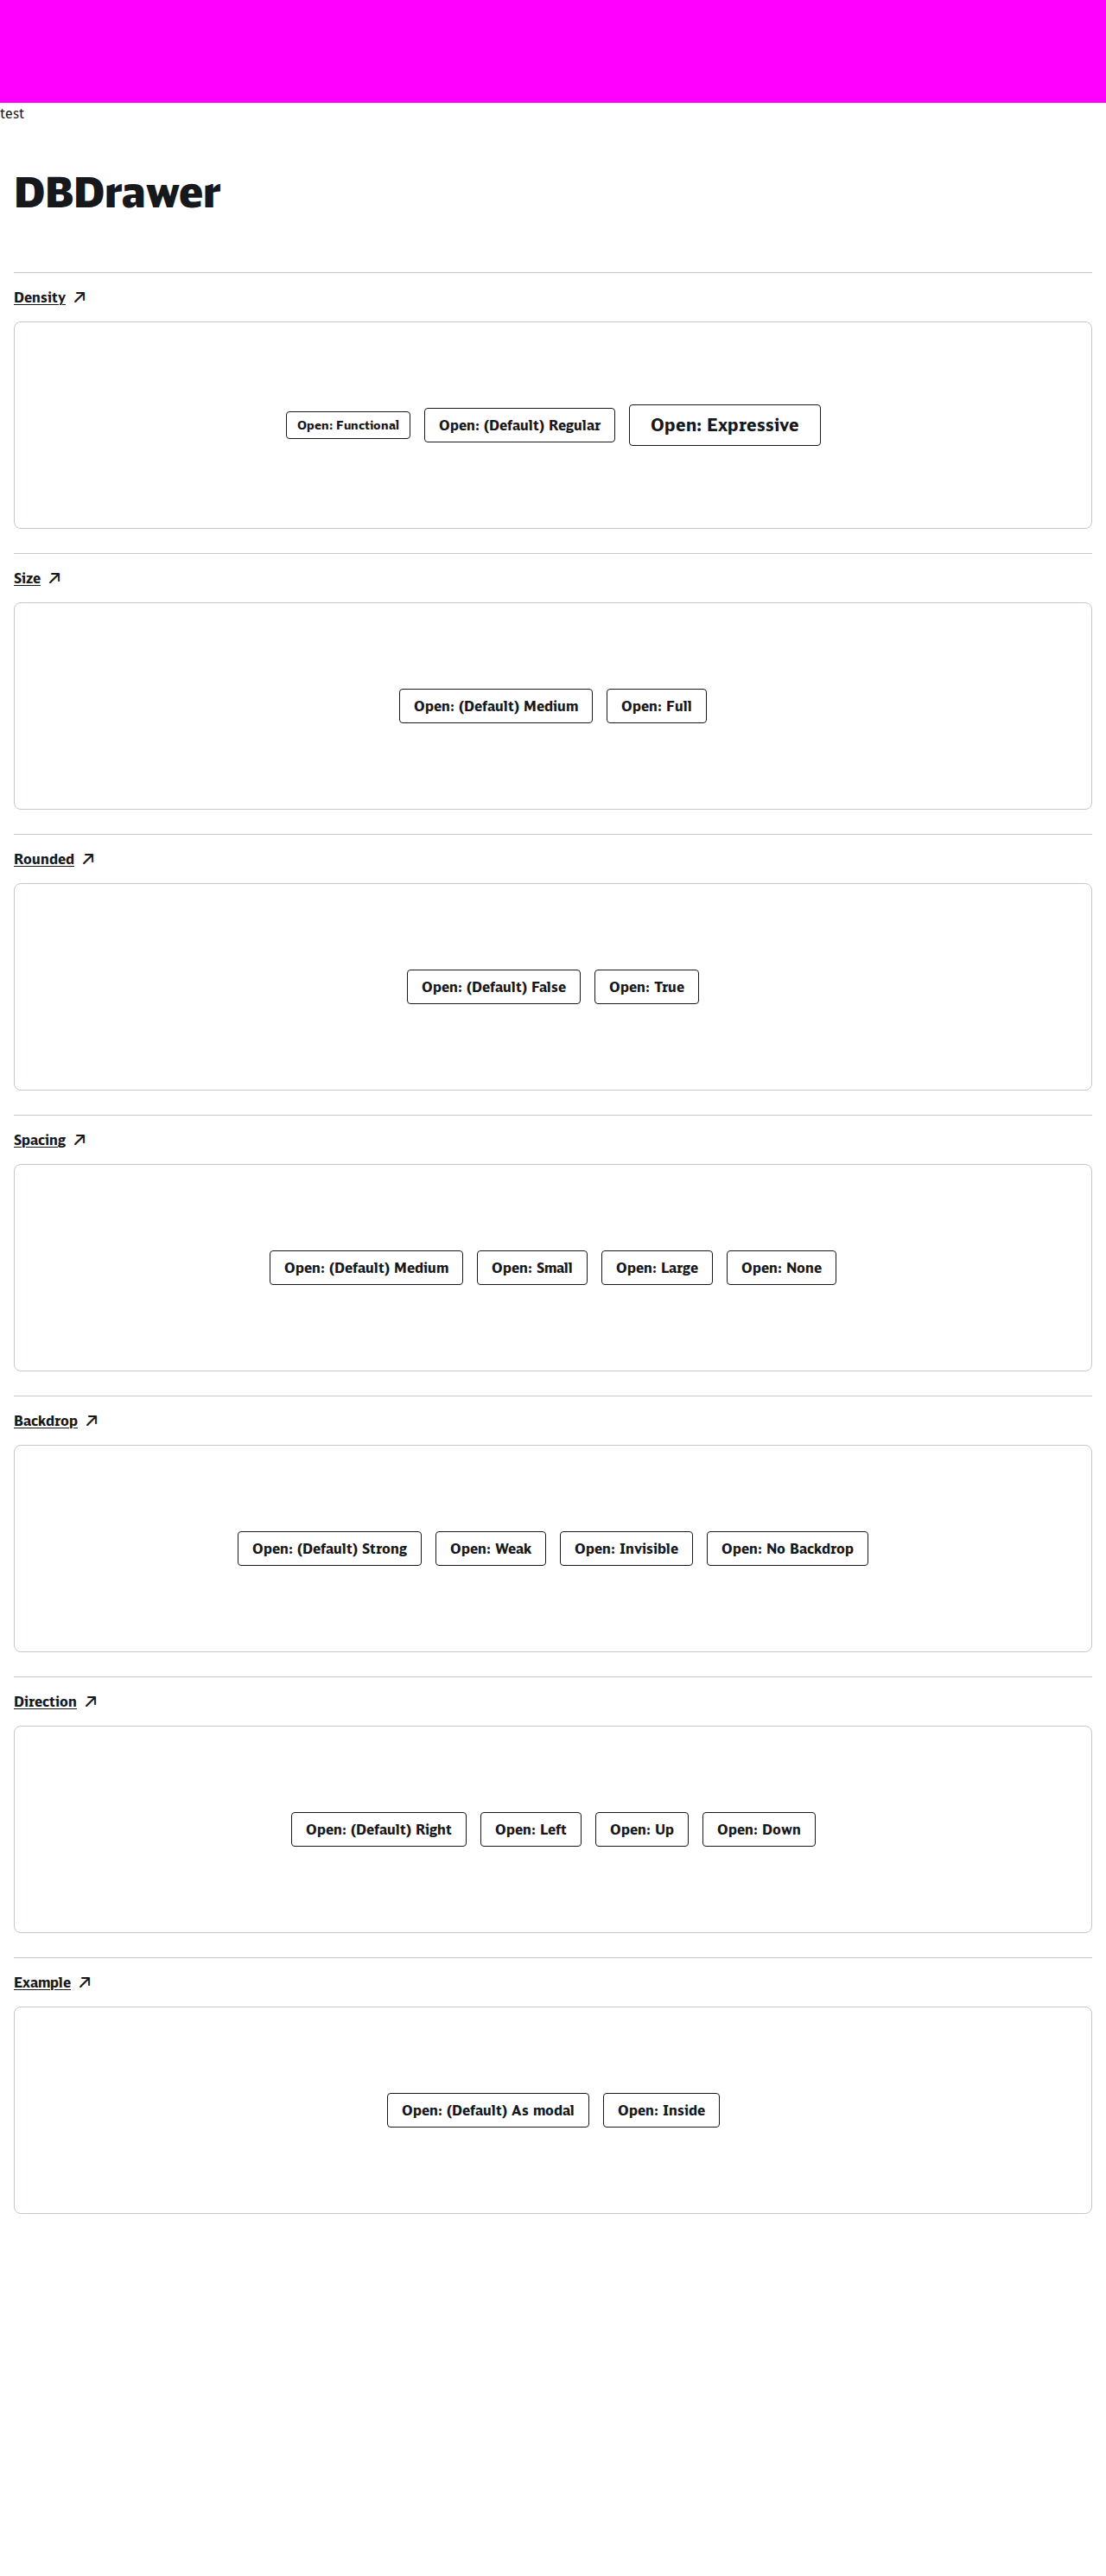 test
DBDrawer
Density
Open: Functional
Open: (Default) Regular
Open: Expressive
Size
Open: (Default) Medium
Open: Full
Rounded
Open: (Default) False
Open: True
Spacing
Open: (Default) Medium
Open: Small
Open: Large
Open: None
Backdrop
Open: (Default) Strong
Open: Weak
Open: Invisible
Open: No Backdrop
Direction
Open: (Default) Right
Open: Left
Open: Up
Open: Down
Example
Open: (Default) As modal
Open: Inside